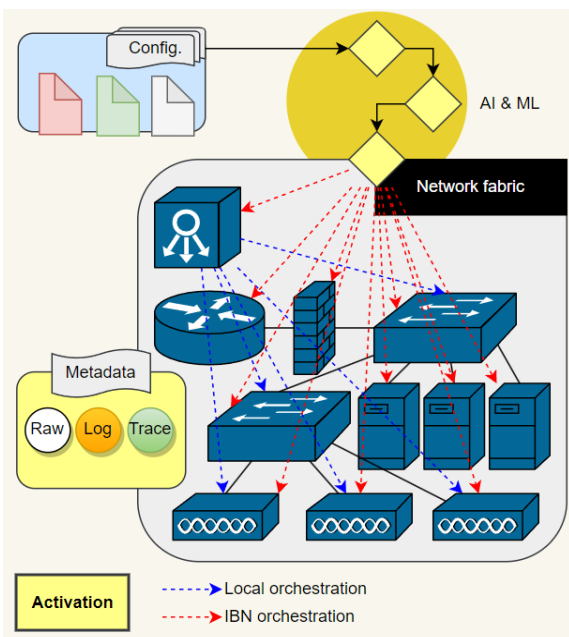 Config.
AI & ML
Network fabric
Metadata
Raw
Log
Trace
Activation
Local orchestration
IBN orchestration